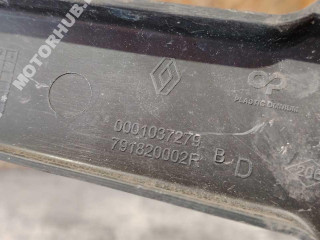 MOTORHUB.
PLASTIC OMNIUM
0001037279
791820002R B D